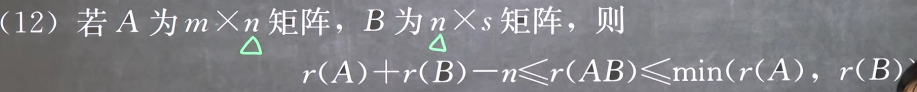 (12) 若 A 为 m×n 矩阵，B 为 n×s 矩阵，则
r(A)+r(B)−n≤r(AB)≤min(r(A)，r(B)